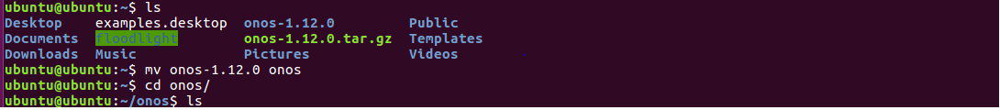 ubuntu@ubuntu:~$ ls
Desktop examples.desktop onos-1.12.0 Public
Documents floodlight onos-1.12.0.tar.gz Templates
Downloads Music Pictures Videos
ubuntu@ubuntu:~$ mv onos-1.12.0 onos
ubuntu@ubuntu:~$ cd onos/
ubuntu@ubuntu:~/onos$ ls